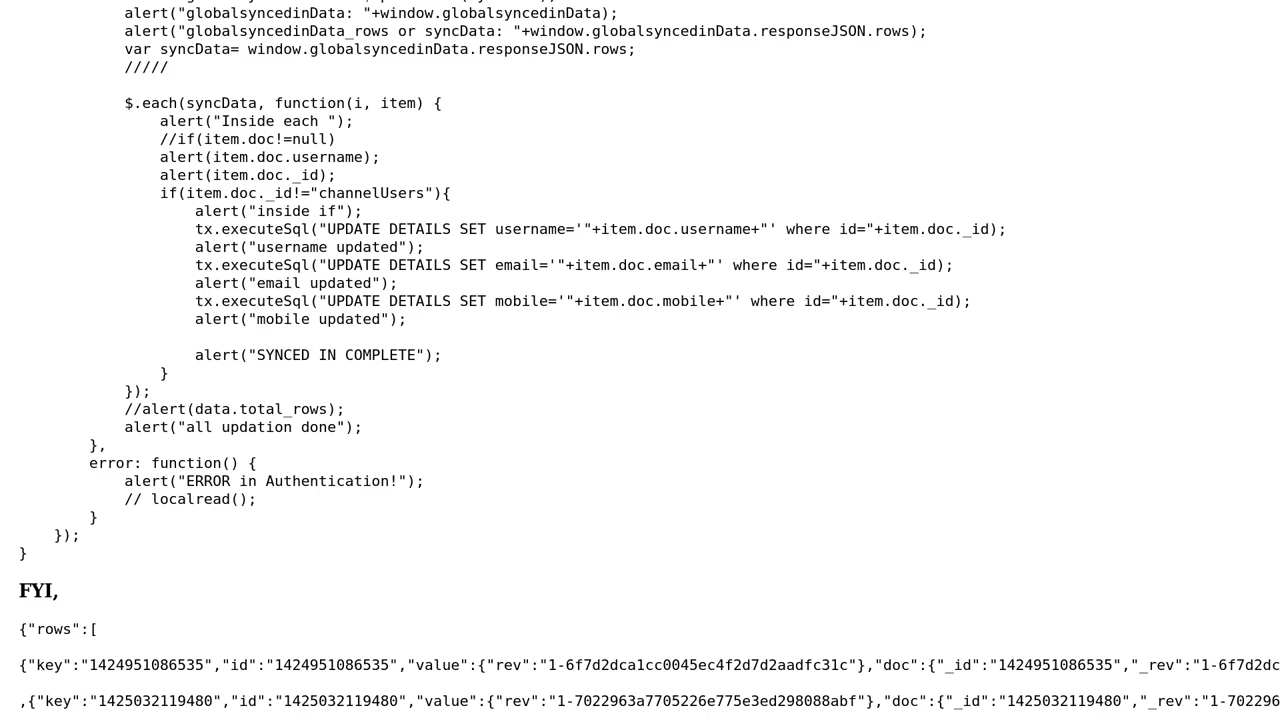 alert("globalsyncedinData: "+window.globalsyncedinData);
alert("globalsyncedinData_rows or syncData: "+window.globalsyncedinData.responseJSON.rows);
var syncData= window.globalsyncedinData.responseJSON.rows;
/////
$.each(syncData, function(i, item) {
alert("Inside each ");
//if(item.doc!=null)
alert(item.doc.username);
alert(item.doc._id);
if(item.doc._id!="channelUsers"){
alert("inside if");
tx.executeSql("UPDATE DETAILS SET username='"+item.doc.username+"' where id="+item.doc._id);
alert("username updated");
tx.executeSql("UPDATE DETAILS SET email='"+item.doc.email+"' where id="+item.doc._id);
alert("email updated");
tx.executeSql("UPDATE DETAILS SET mobile='"+item.doc.mobile+"' where id="+item.doc._id);
alert("mobile updated");
alert("SYNCED IN COMPLETE");
}
});
//alert(data.total_rows);
alert("all updation done");
},
error: function() {
alert("ERROR in Authentication!");
// localread();
}
});
}
FYI,
{"rows":[
{"key":"1424951086535","id":"1424951086535","value":{"rev":"1-6f7d2dca1cc0045ec4f2d7d2aadfc31c"},"doc":{"_id":"1424951086535","_rev":"1-6f7d2dc
,{"key":"1425032119480","id":"1425032119480","value":{"rev":"1-7022963a7705226e775e3ed298088abf"},"doc":{"_id":"1425032119480","_rev":"1-702296